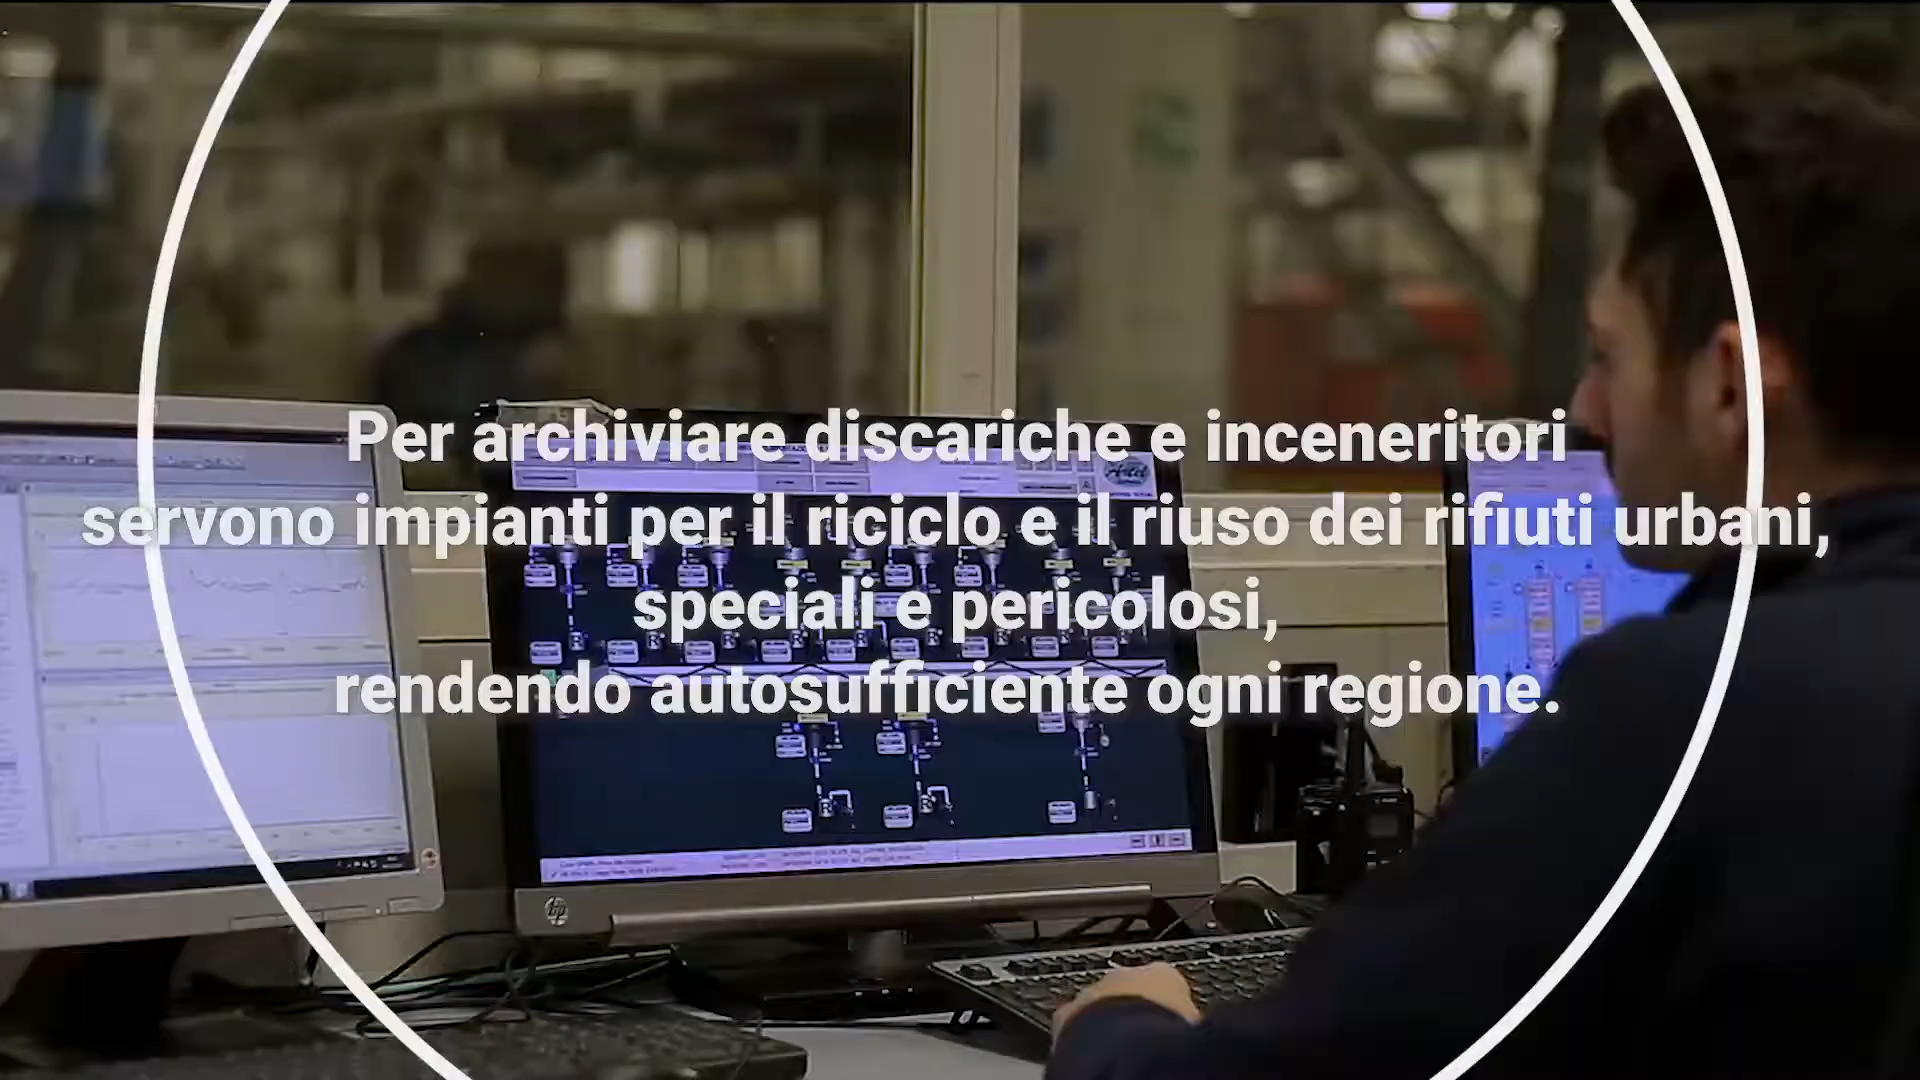 Per archiviare discariche e inceneritori
servono impianti per il riciclo e il riuso dei rifiuti urbani,
speciali e pericolosi,
rendendo autosufficiente ogni regione.
hp